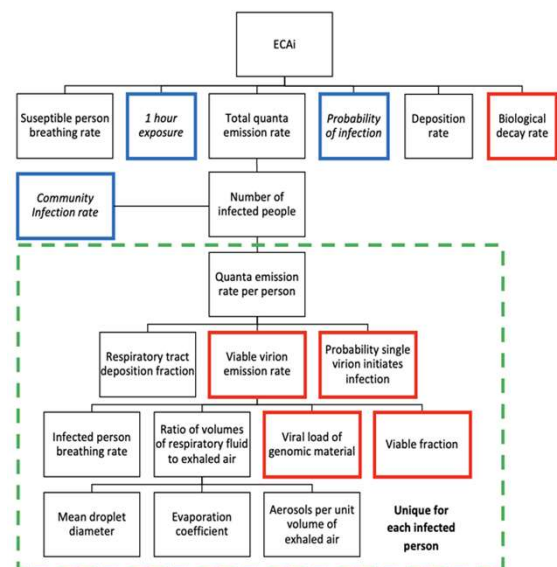 ECAi
Suseptible person
breathing rate
1 hour
exposure
Total quanta
emission rate
Probability
of infection
Deposition
rate
Biological
decay rate
Community
Infection rate
Number of
infected people
Quanta emission
rate per person
Respiratory tract
deposition fraction
Viable virion
emission rate
Probability single
virion initiates
infection
Infected person
breathing rate
Ratio of volumes
of respiratory fluid
to exhaled air
Viral load of
genomic material
Viable fraction
Mean droplet
diameter
Evaporation
coefficient
Aerosols per unit
volume of
exhaled air
Unique for
each infected
person